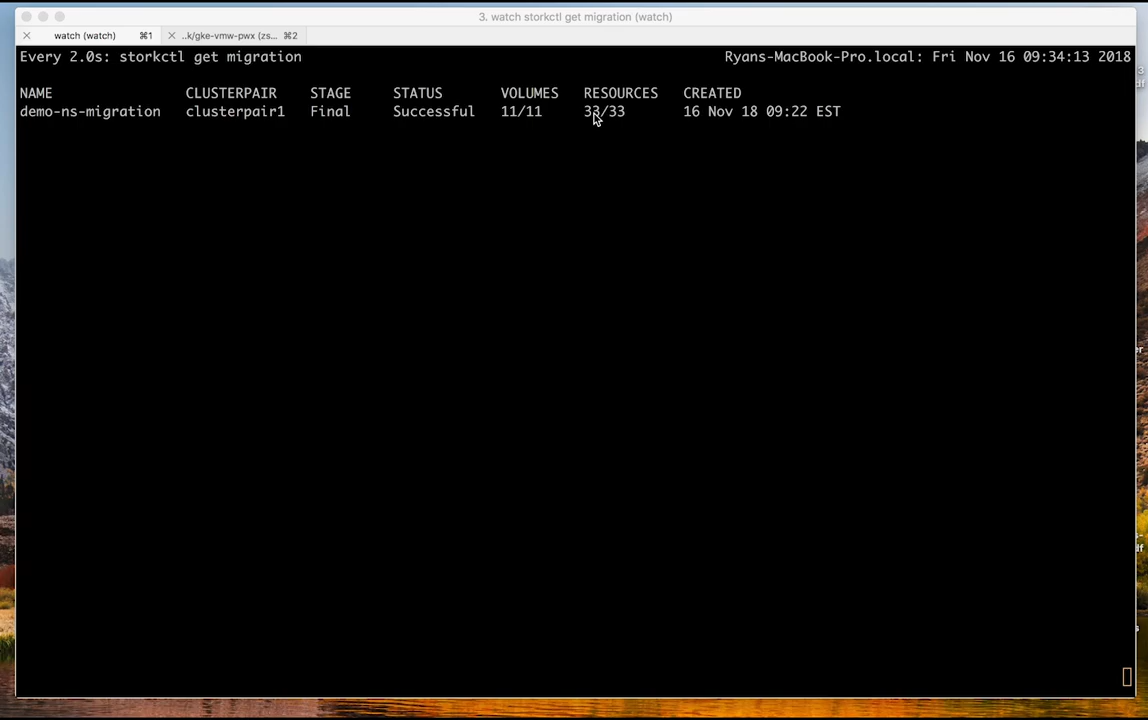 3. watch storkctl get migration (watch)
watch (watch) ⌘1 ..k/gke-vmw-pwx (zs... ⌘2
Every 2.0s: storkctl get migration Ryans-MacBook-Pro.local: Fri Nov 16 09:34:13 2018
NAME CLUSTERPAIR STAGE STATUS VOLUMES RESOURCES CREATED
demo-ns-migration clusterpair1 Final Successful 11/11 33/33 16 Nov 18 09:22 EST